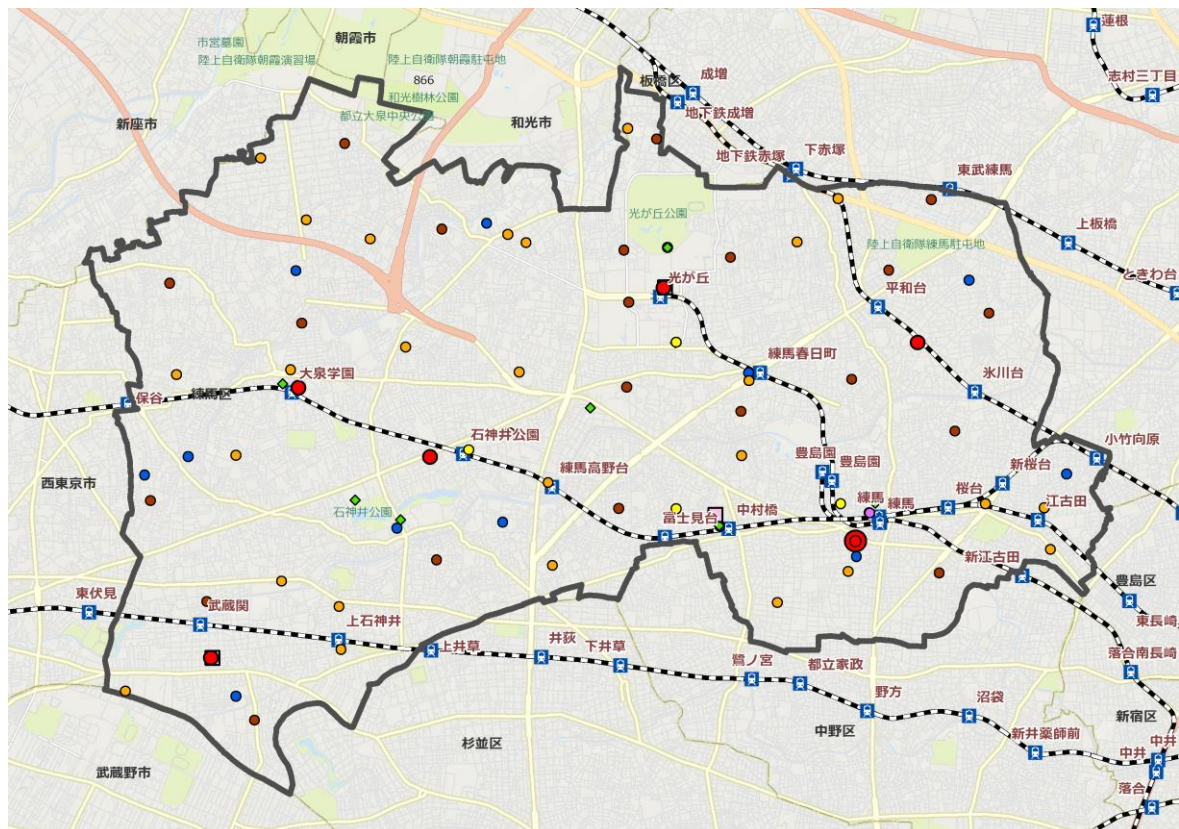 蓮根
市営墓園
朝霞市
陸上自衛隊朝霞演習場
陸上自衛隊朝霞駐屯地
866
板橋区
成増
志村三丁目
和光樹林公園
地下鉄成増
新座市
都立大泉中央公園
和光市
地下鉄赤塚
下赤塚
東武練馬
光が丘公園
上板橋
陸上自衛隊練馬駐屯地
ときわ台
光が丘
平和台
大泉学園
練馬春日町
氷川台
保谷
練馬区
石神井公園
小竹向原
練馬高野台
豊島園
豊島園
新桜台
西東京市
石神井公園
富士見台
中村橋
練馬
練馬
桜台
江古田
新江古田
豊島区
東伏見
武蔵関
上石神井
東長崎
上井草
井荻
下井草
鷺ノ宮
都立家政
落合南長崎
野方
沼袋
新宿区
杉並区
中野区
新井薬師前
中井
中井
武蔵野市
落合